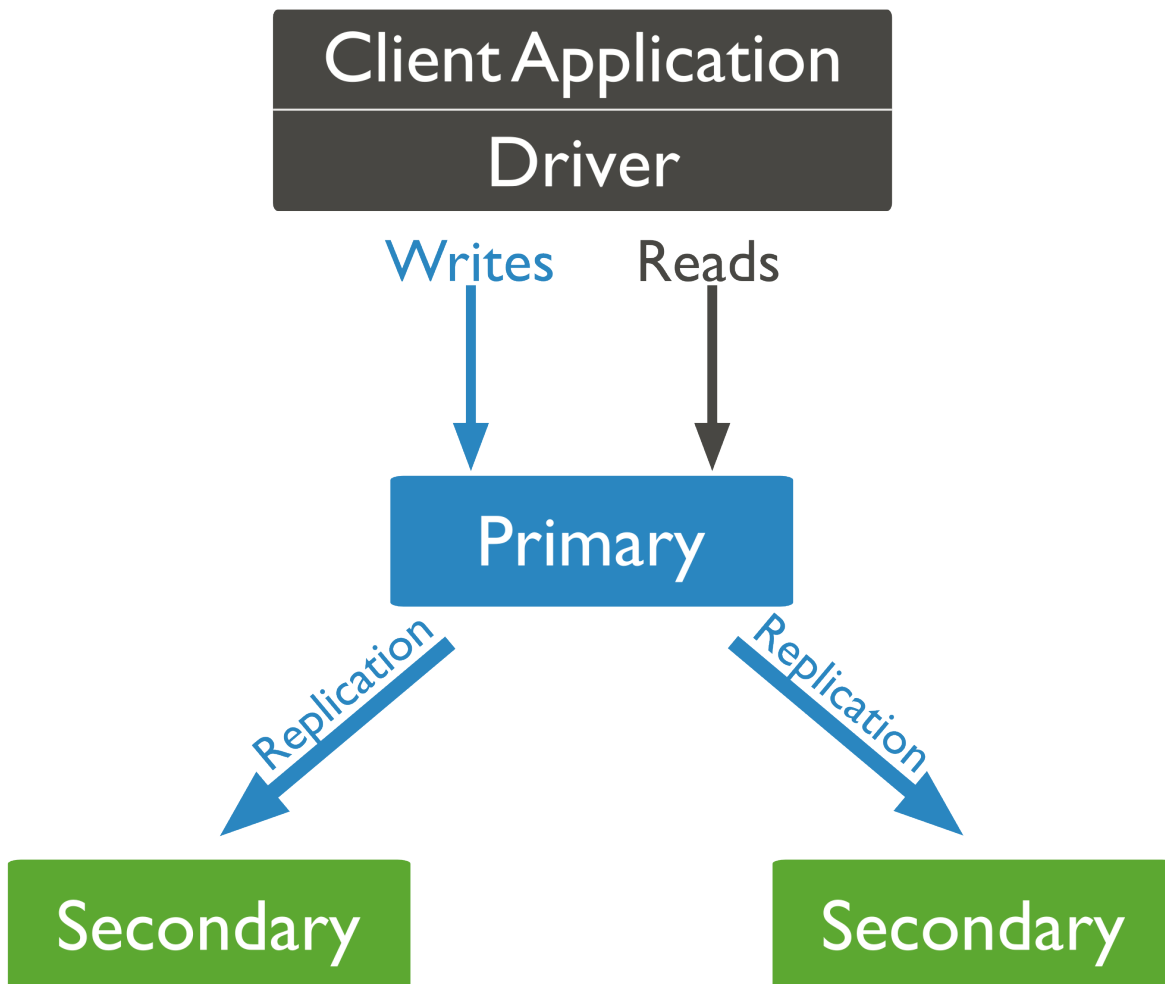 Client Application
Driver
Writes
Reads
Primary
Replication
Replication
Secondary
Secondary